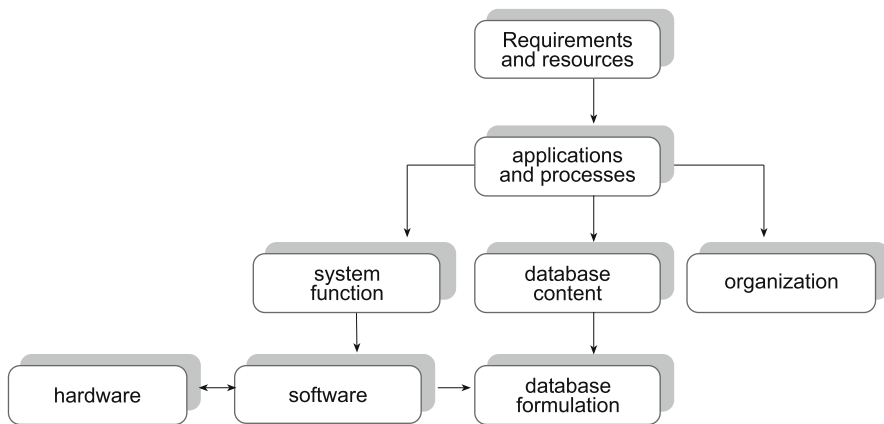 Requirements
and resources
applications
and processes
system
function
database
content
organization
hardware
software
database
formulation